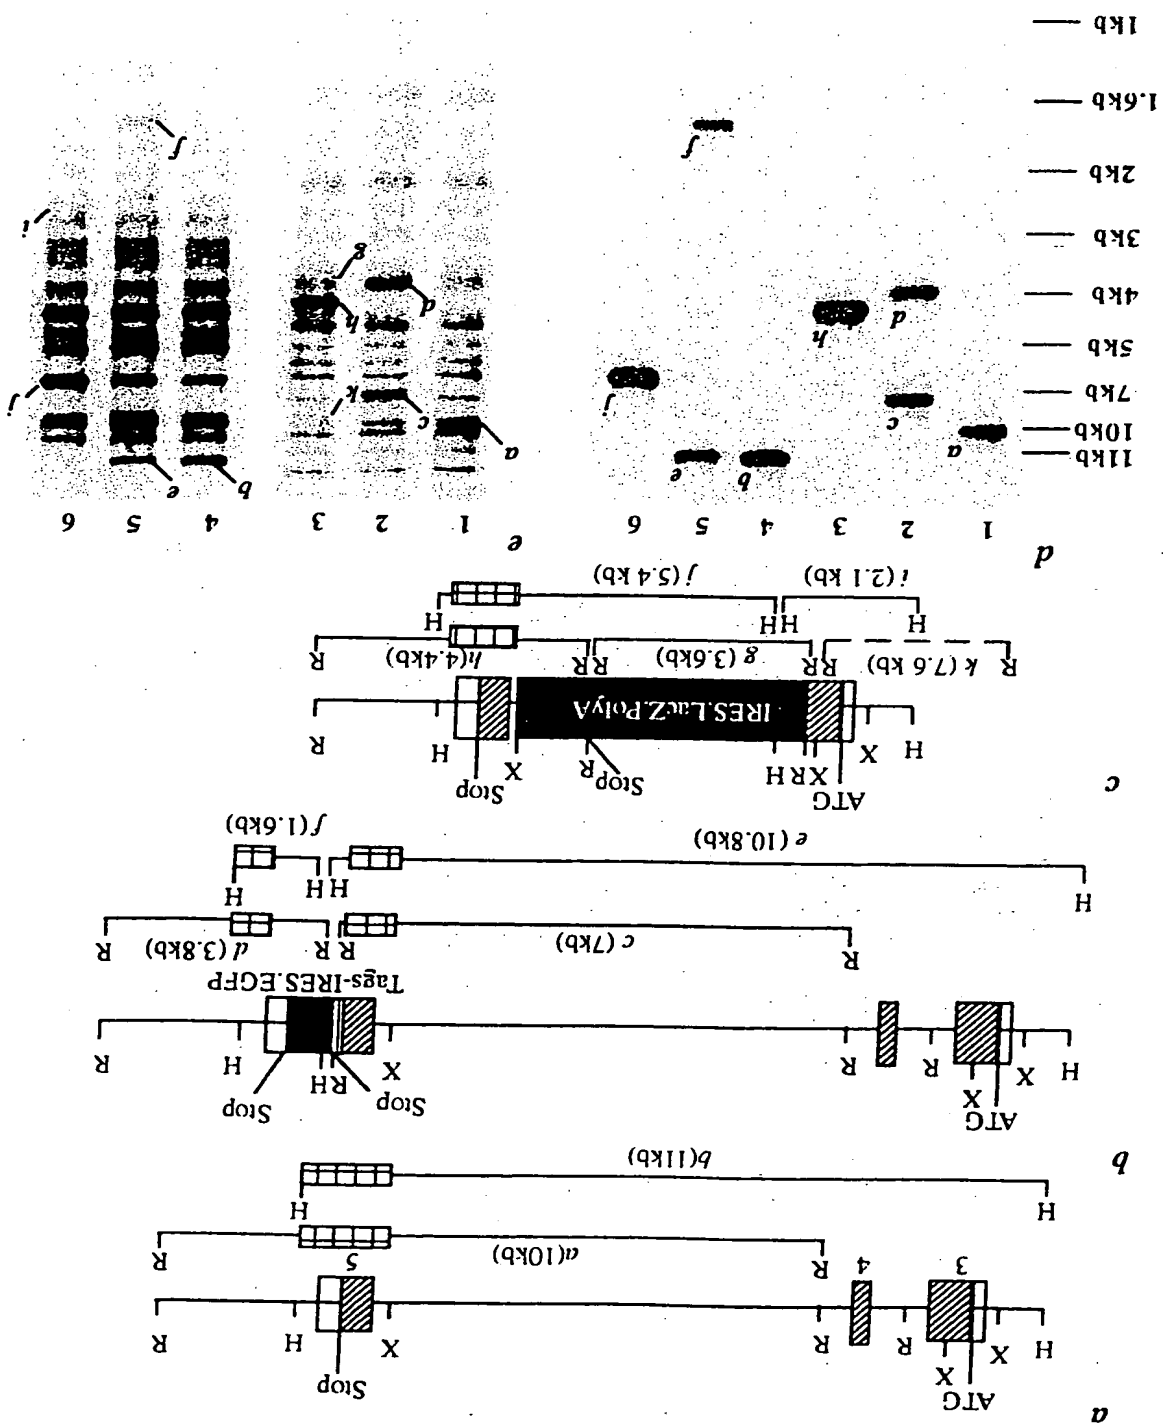 a
ATG
Stop
X
H X R R X H R
3 4 5
R a(10kb) R
H b(11kb) H
b
ATG
Stop
Stop
X
H X R R X RH H R
Tags-IRES.EGFP
R c (7kb) R R d (3.8kb) R
H e (10.8kb) H H f (1.6kb) H
c
ATG
Stop
Stop
H X X R H R X H R
IRES.LacZ.PolyA
R k (7.6 kb) R R g (3.6kb) R R h (4.4kb) R
H i (2.1 kb) H H j (5.4 kb) H
d
1 2 3 4 5 6
11kb
10kb
7kb
5kb
4kb
3kb
2kb
1.6kb
1kb
a
b e
c
j
h
d
f
e
1 2 3 4 5 6
b e
a
c k
j
d
h
g
i
f